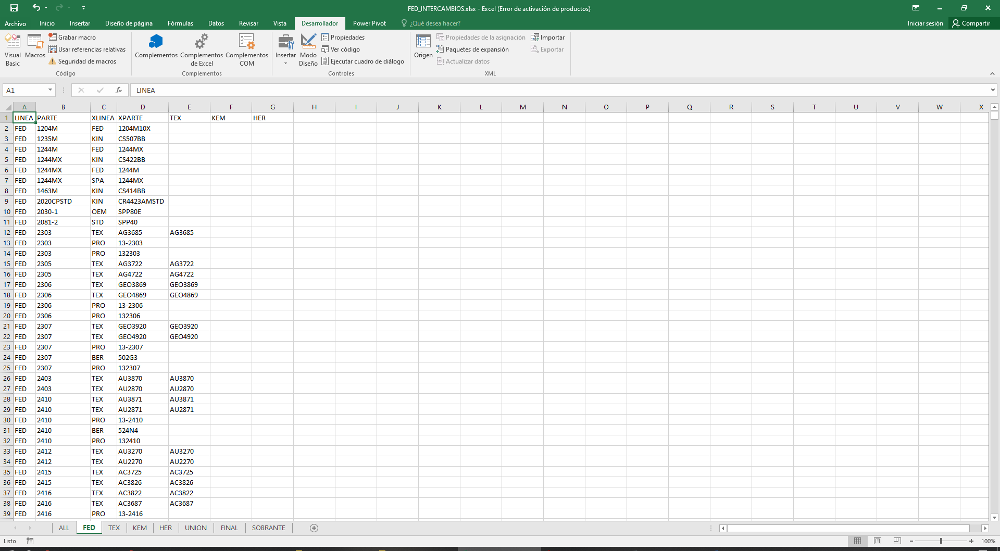 FED_INTERCAMBIOS.xlsx - Excel (Error de activación de productos)
Archivo Inicio Insertar Diseño de página Fórmulas Datos Revisar Vista Desarrollador Power Pivot ¿Qué desea hacer? Iniciar sesión Compartir
Visual Basic
Macros
Grabar macro
Usar referencias relativas
Seguridad de macros
Código
Complementos
Complementos de Excel
Complementos COM
Complementos
Insertar
Modo Diseño
Propiedades
Ver código
Ejecutar cuadro de diálogo
Controles
Origen
Propiedades de la asignación
Paquetes de expansión
Actualizar datos
Importar
Exportar
XML
A1 fx LINEA
A B C D E F G H I J K L M N O P Q R S T U V W X
1 LINEA PARTE XLINEA XPARTE TEX KEM HER
2 FED 1204M FED 1204M10X
3 FED 1235M KIN CS507BB
4 FED 1244M FED 1244MX
5 FED 1244MX KIN CS422BB
6 FED 1244MX FED 1244M
7 FED 1244MX SPA 1244MX
8 FED 1463M KIN CS414BB
9 FED 2020CPSTD KIN CR4423AMSTD
10 FED 2030-1 OEM SPP80E
11 FED 2081-2 STD SPP40
12 FED 2303 TEX AG3685 AG3685
13 FED 2303 PRO 13-2303
14 FED 2303 PRO 132303
15 FED 2305 TEX AG3722 AG3722
16 FED 2305 TEX AG4722 AG4722
17 FED 2306 TEX GEO3869 GEO3869
18 FED 2306 TEX GEO4869 GEO4869
19 FED 2306 PRO 13-2306
20 FED 2306 PRO 132306
21 FED 2307 TEX GEO3920 GEO3920
22 FED 2307 TEX GEO4920 GEO4920
23 FED 2307 PRO 13-2307
24 FED 2307 BER 502G3
25 FED 2307 PRO 132307
26 FED 2403 TEX AU3870 AU3870
27 FED 2403 TEX AU2870 AU2870
28 FED 2410 TEX AU3871 AU3871
29 FED 2410 TEX AU2871 AU2871
30 FED 2410 PRO 13-2410
31 FED 2410 BER 524N4
32 FED 2410 PRO 132410
33 FED 2412 TEX AU3270 AU3270
34 FED 2412 TEX AU2270 AU2270
35 FED 2415 TEX AC3725 AC3725
36 FED 2415 TEX AC3826 AC3826
37 FED 2416 TEX AC3822 AC3822
38 FED 2416 TEX AC3687 AC3687
39 FED 2416 PRO 13-2416
ALL FED TEX KEM HER UNION FINAL SOBRANTE
Listo 100%